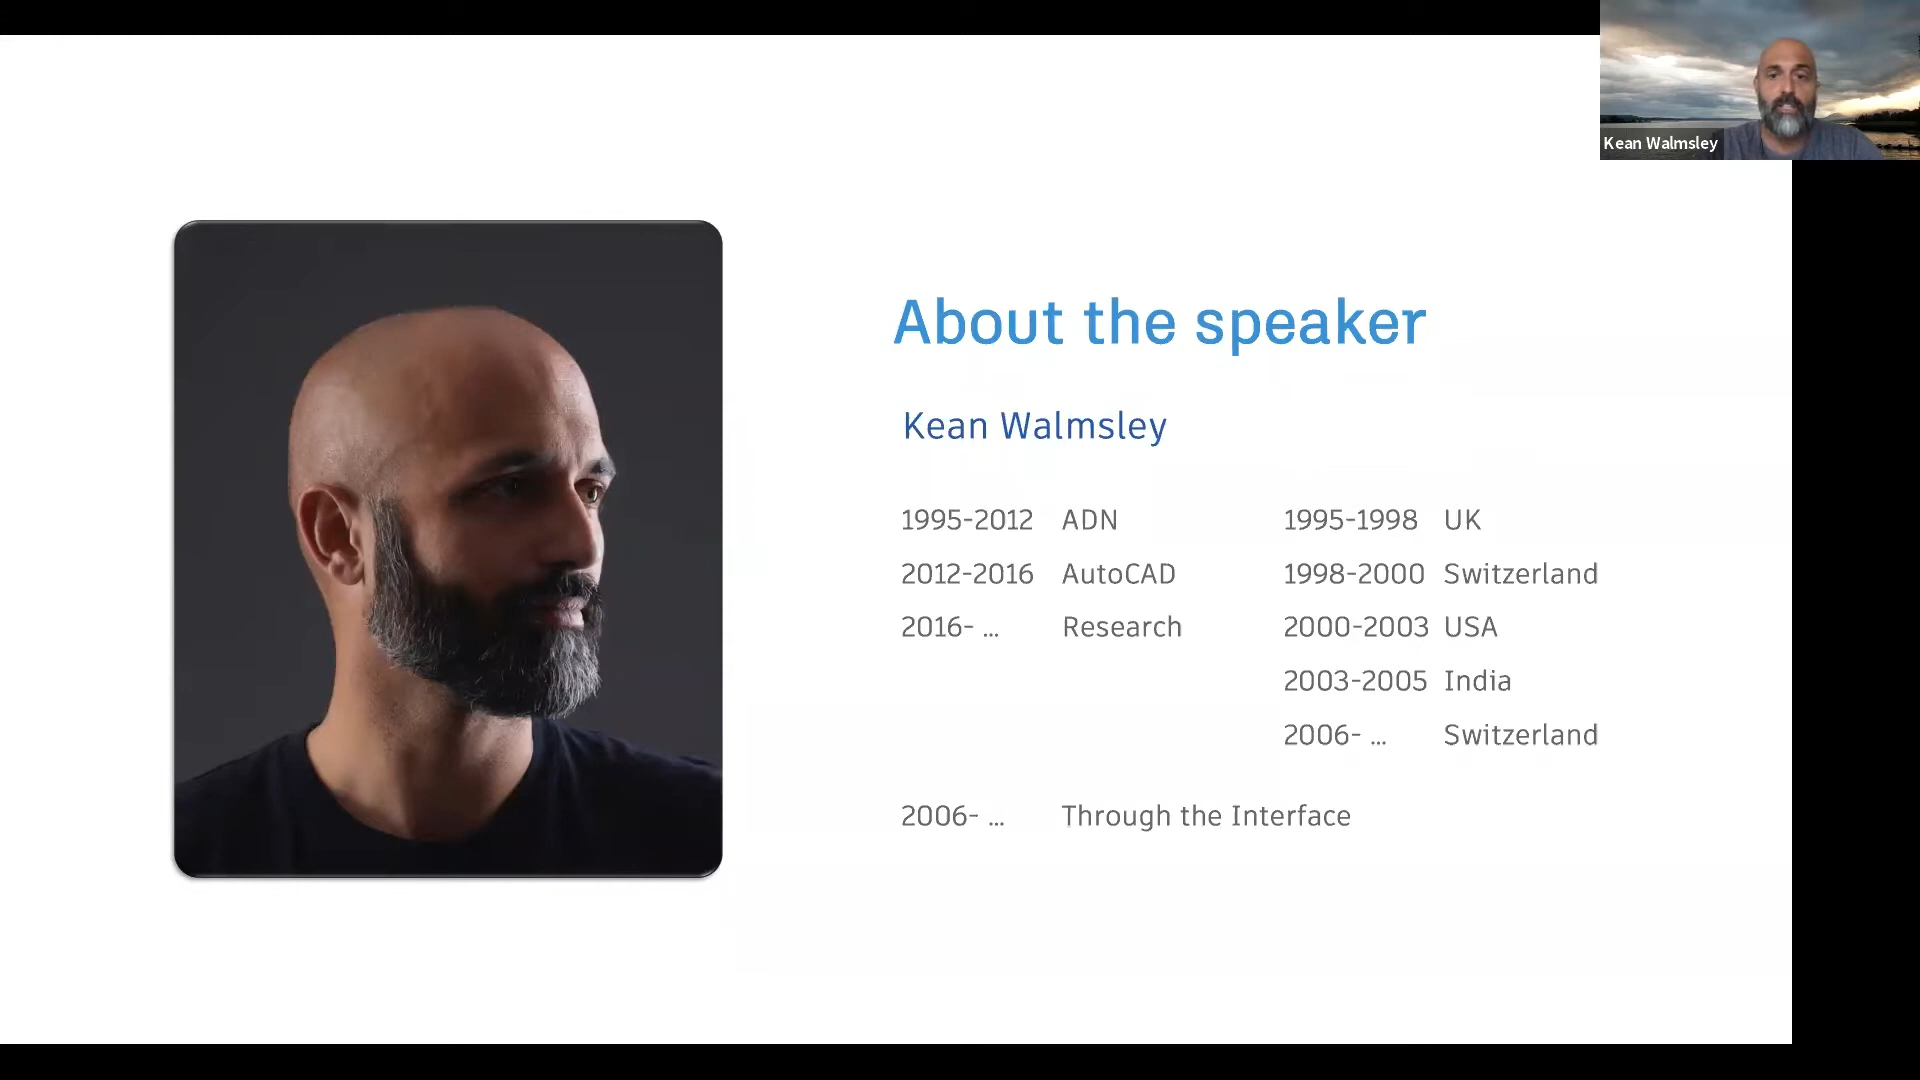 Kean Walmsley
About the speaker
Kean Walmsley
1995-2012 ADN 1995-1998 UK
2012-2016 AutoCAD 1998-2000 Switzerland
2016- ... Research 2000-2003 USA
2003-2005 India
2006- ... Switzerland
2006- ... Through the Interface